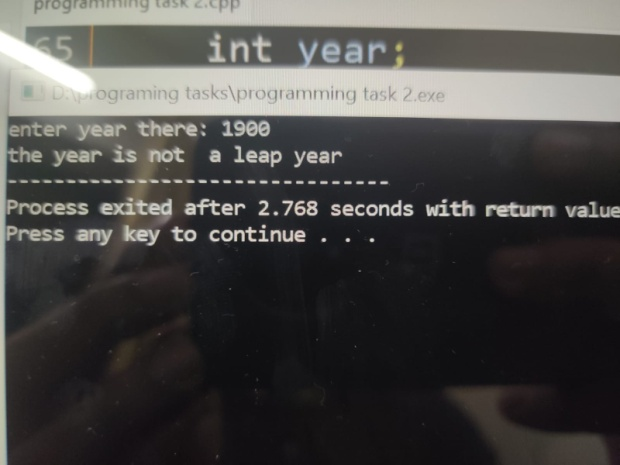 programming task 2.cpp
65 int year;
D:\programing tasks\programming task 2.exe
enter year there: 1900
the year is not  a leap year
--------------------------------
Process exited after 2.768 seconds with return value
Press any key to continue . . .